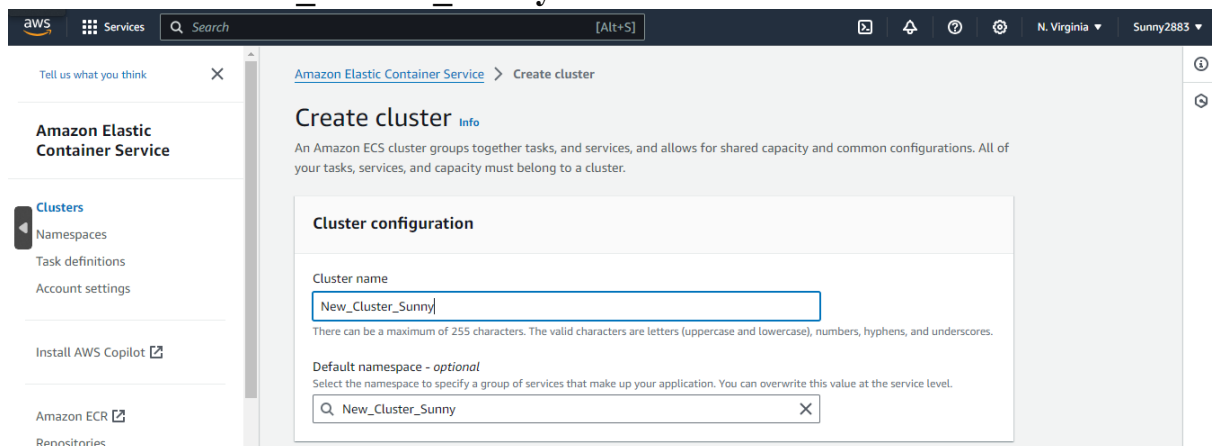 aws Services Search [Alt+S] N. Virginia Sunny2883
Tell us what you think
Amazon Elastic
Container Service
Clusters
Namespaces
Task definitions
Account settings
Install AWS Copilot
Amazon ECR
Repositories
Amazon Elastic Container Service > Create cluster
Create cluster Info
An Amazon ECS cluster groups together tasks, and services, and allows for shared capacity and common configurations. All of
your tasks, services, and capacity must belong to a cluster.
Cluster configuration
Cluster name
New_Cluster_Sunny
There can be a maximum of 255 characters. The valid characters are letters (uppercase and lowercase), numbers, hyphens, and underscores.
Default namespace - optional
Select the namespace to specify a group of services that make up your application. You can overwrite this value at the service level.
New_Cluster_Sunny